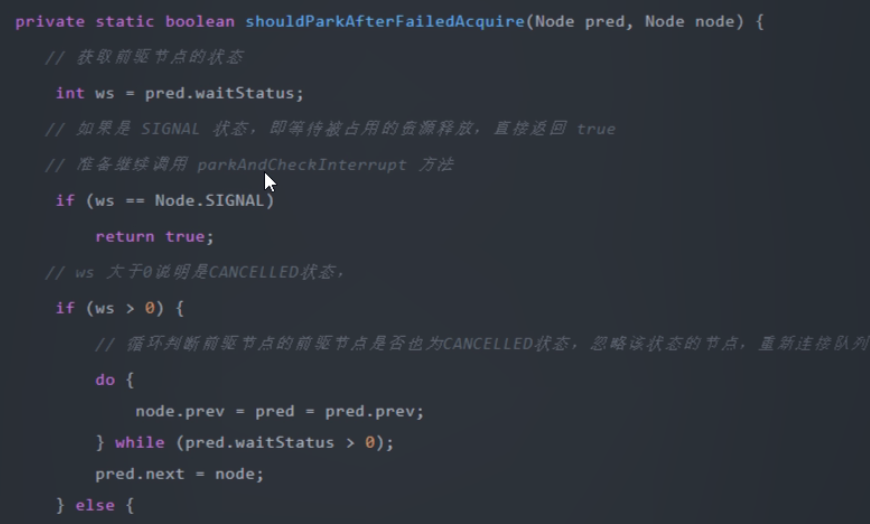 private static boolean shouldParkAfterFailedAcquire(Node pred, Node node) {
// 获取前驱节点的状态
int ws = pred.waitStatus;
// 如果是 SIGNAL 状态，即等待被占用的资源释放，直接返回 true
// 准备继续调用 parkAndCheckInterrupt 方法
if (ws == Node.SIGNAL)
return true;
// ws 大于0说明是CANCELLED状态，
if (ws > 0) {
// 循环判断前驱节点的前驱节点是否也为CANCELLED状态，忽略该状态的节点，重新连接队列
do {
node.prev = pred = pred.prev;
} while (pred.waitStatus > 0);
pred.next = node;
} else {